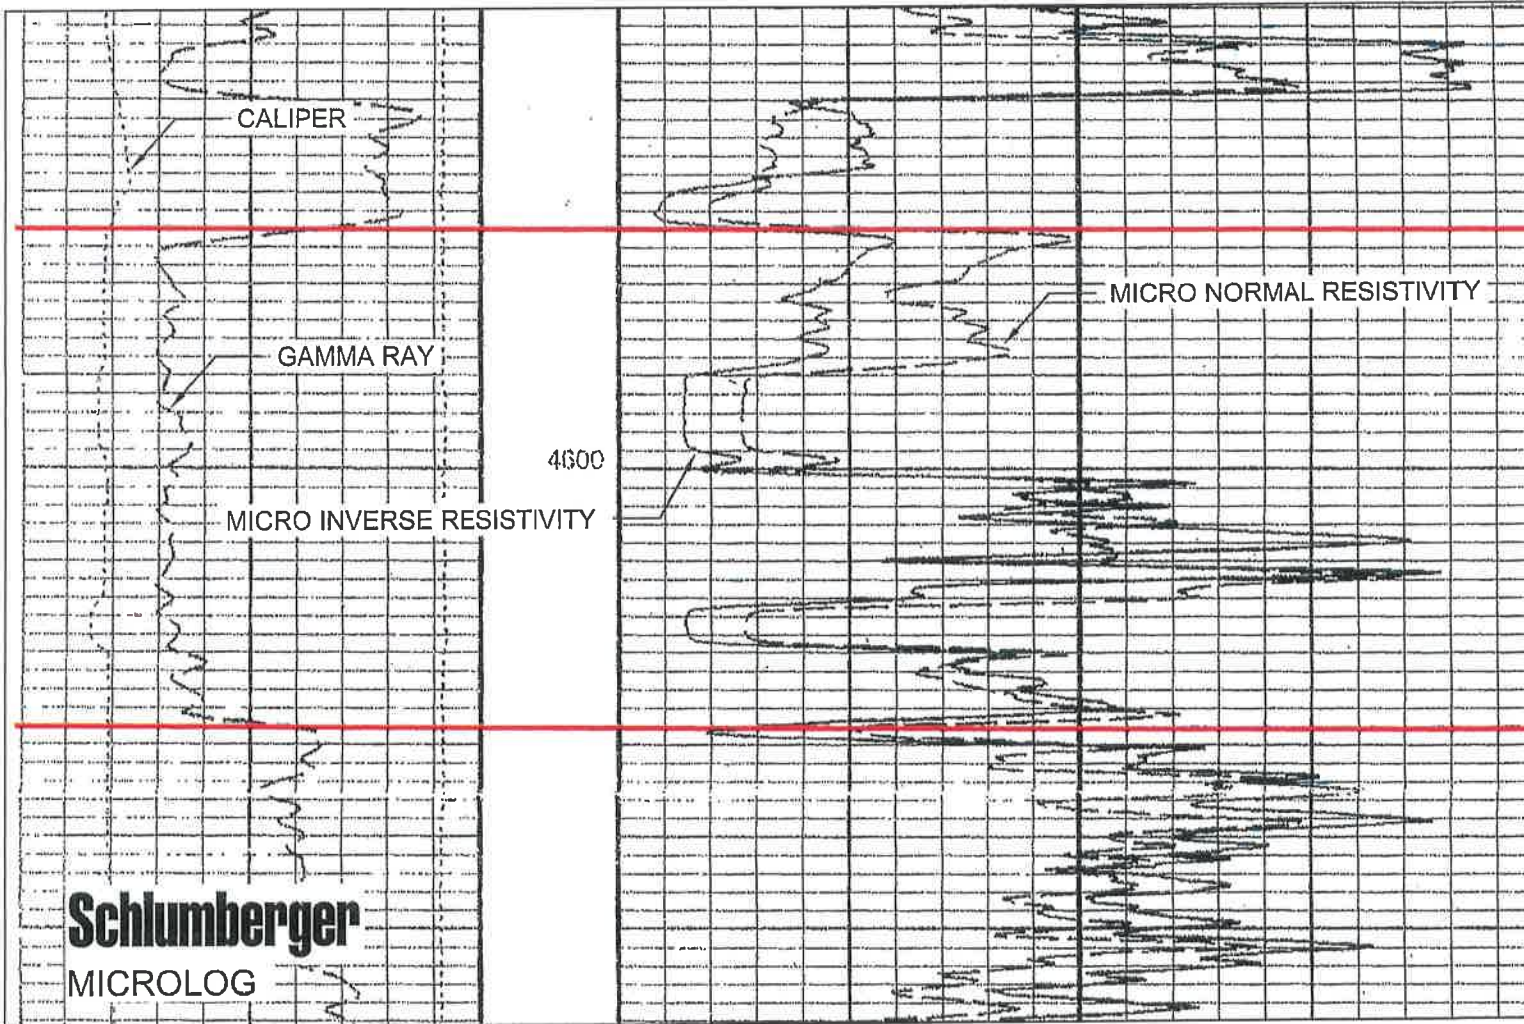 CALIPER
MICRO NORMAL RESISTIVITY
GAMMA RAY
4600
MICRO INVERSE RESISTIVITY
Schlumberger
MICROLOG